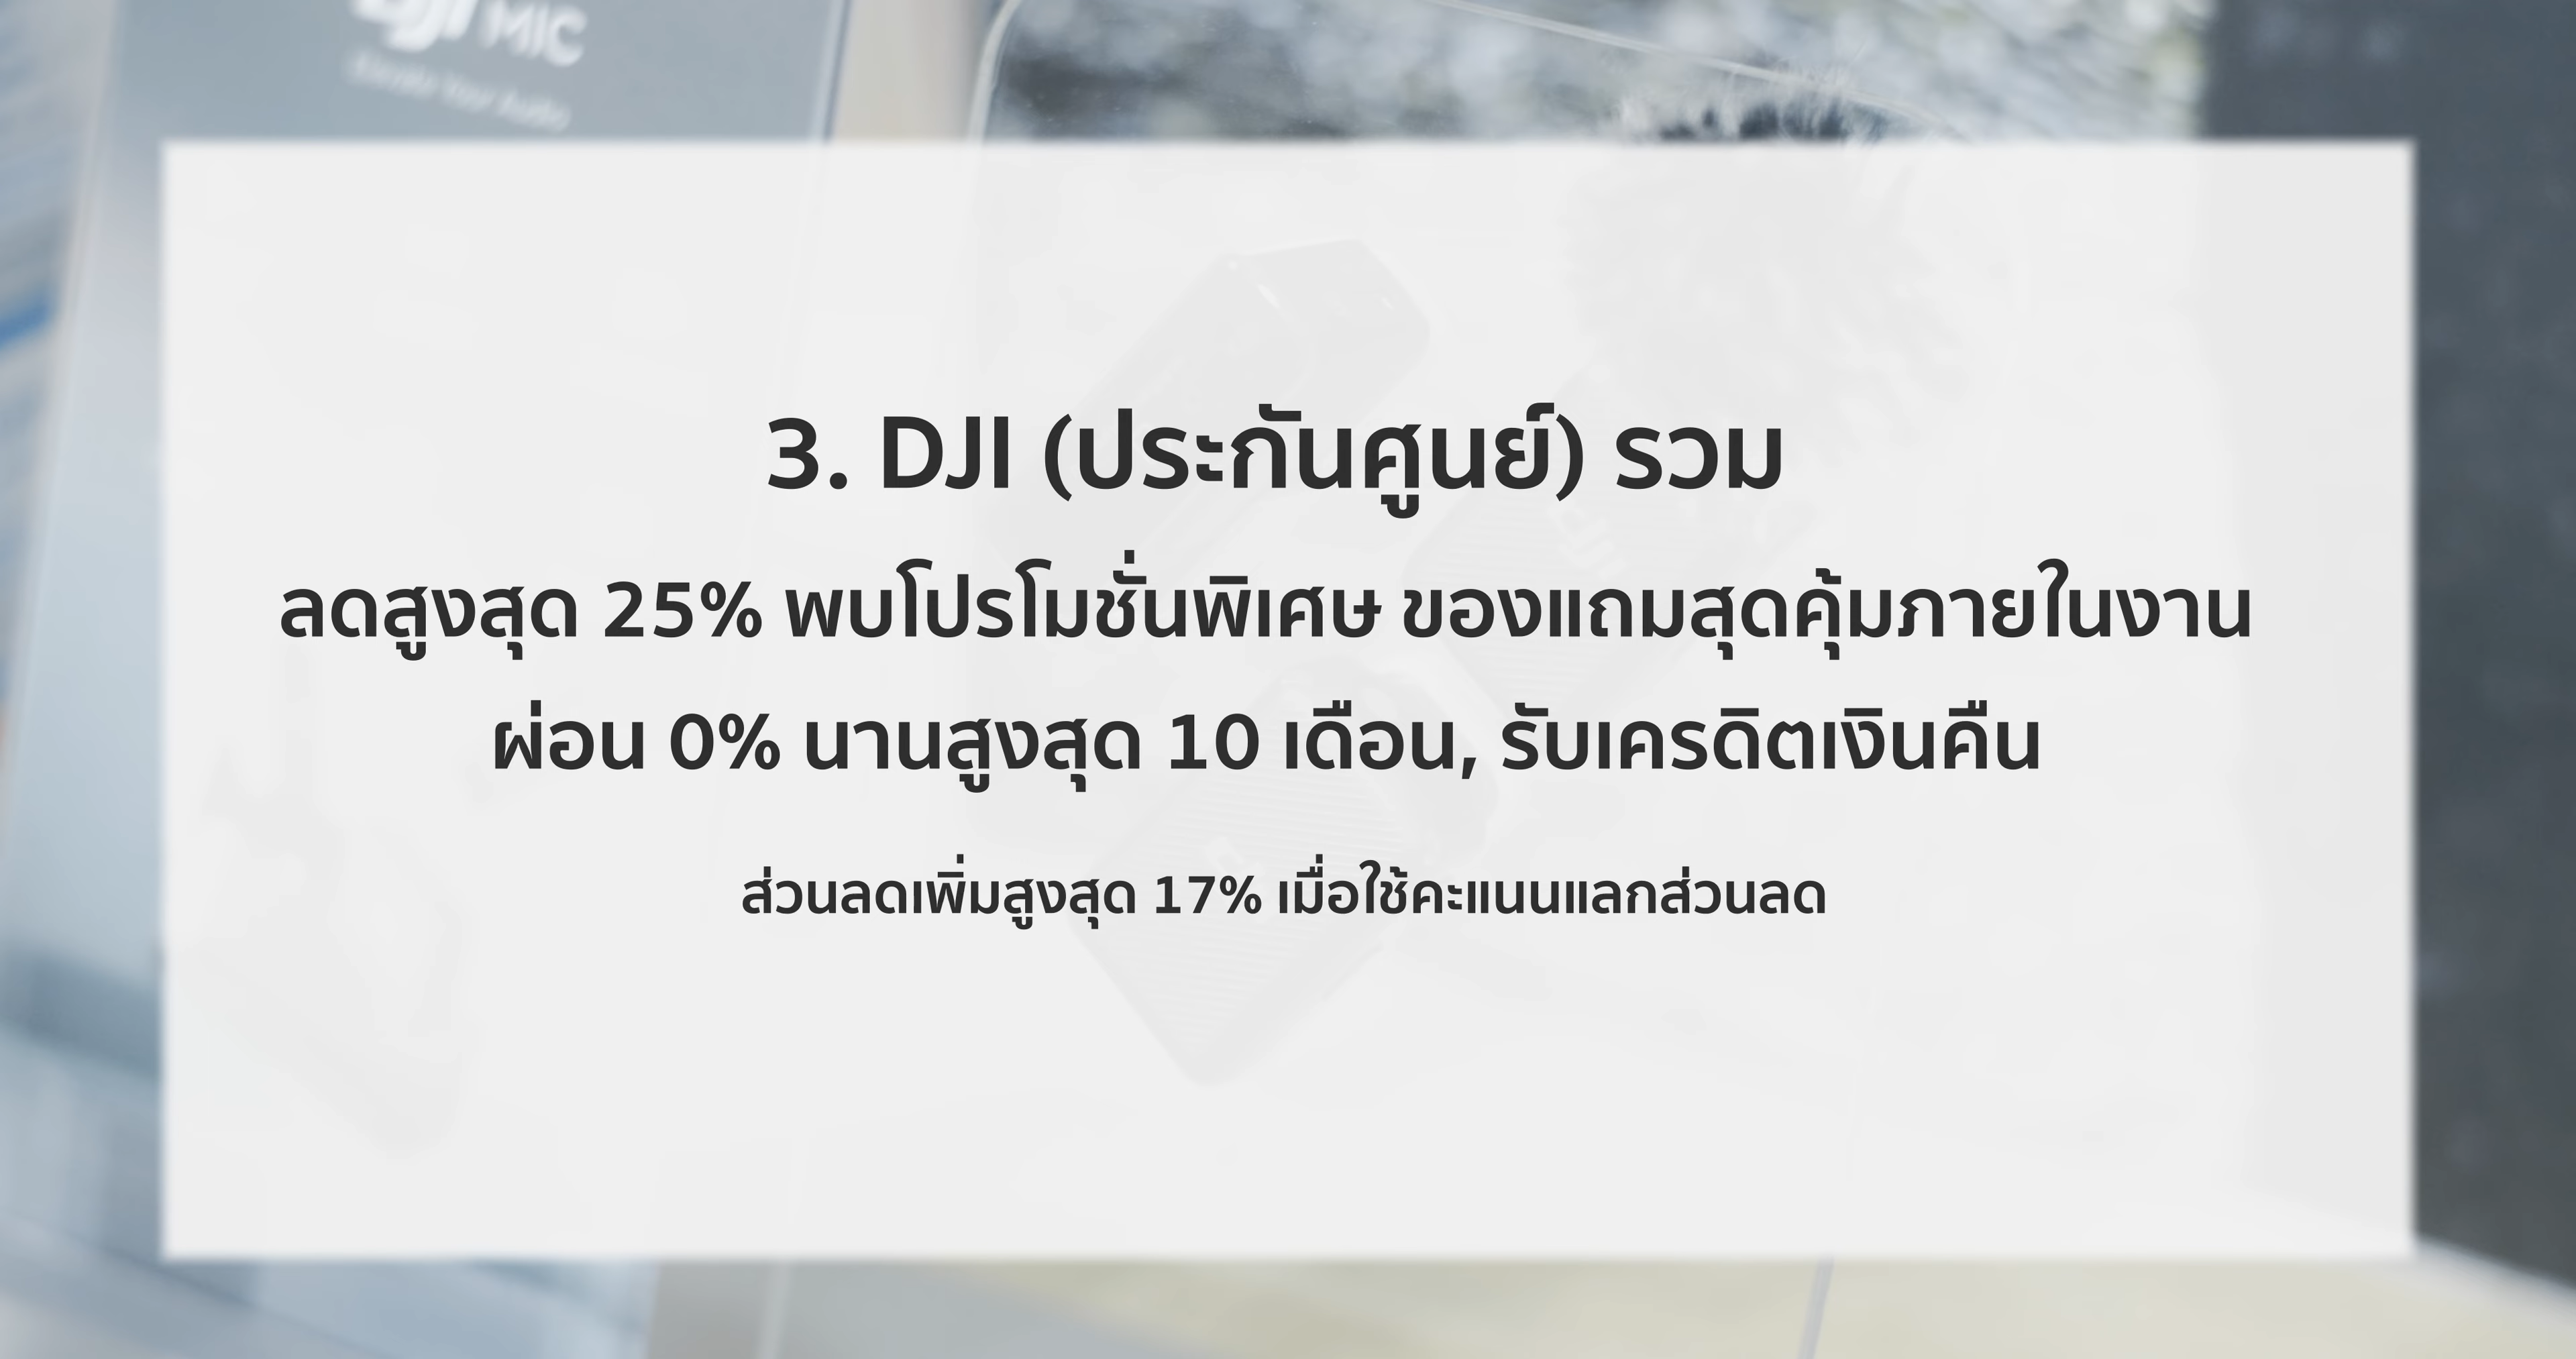 MIC
Elevate Your Audio
3. DJI (ประกันศูนย์) รวม
ลดสูงสุด 25% พบโปรโมชั่นพิเศษ ของแถมสุดคุ้มภายในงาน
ผ่อน 0% นานสูงสุด 10 เดือน, รับเครดิตเงินคืน
ส่วนลดเพิ่มสูงสุด 17% เมื่อใช้คะแนนแลกส่วนลด